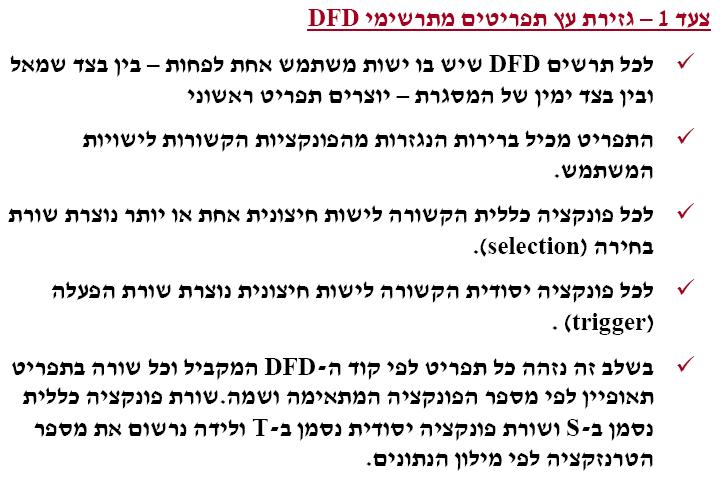 צעד 1 – גזירת עץ תפריטים מתרשימי DFD
✓ לכל תרשים DFD שיש בו ישות משתמש אחת לפחות – בין בצד שמאל
ובין בצד ימין של המסגרת – יוצרים תפריט ראשוני
✓ התפריט מכיל ברירות הנגזרות מהפונקציות הקשורות לישויות
המשתמש.
✓ לכל פונקציה כללית הקשורה לישות חיצונית אחת או יותר נוצרת שורת
בחירה (selection).
✓ לכל פונקציה יסודית הקשורה לישות חיצונית נוצרת שורת הפעלה
(trigger) .
✓ בשלב זה נזהה כל תפריט לפי קוד ה-DFD המקביל וכל שורה בתפריט
תאופיין לפי מספר הפונקציה המתאימה ושמה.שורת פונקציה כללית
נסמן ב-S ושורת פונקציה יסודית נסמן ב-T ולידה נרשום את מספר
הטרנזקציה לפי מילון הנתונים.